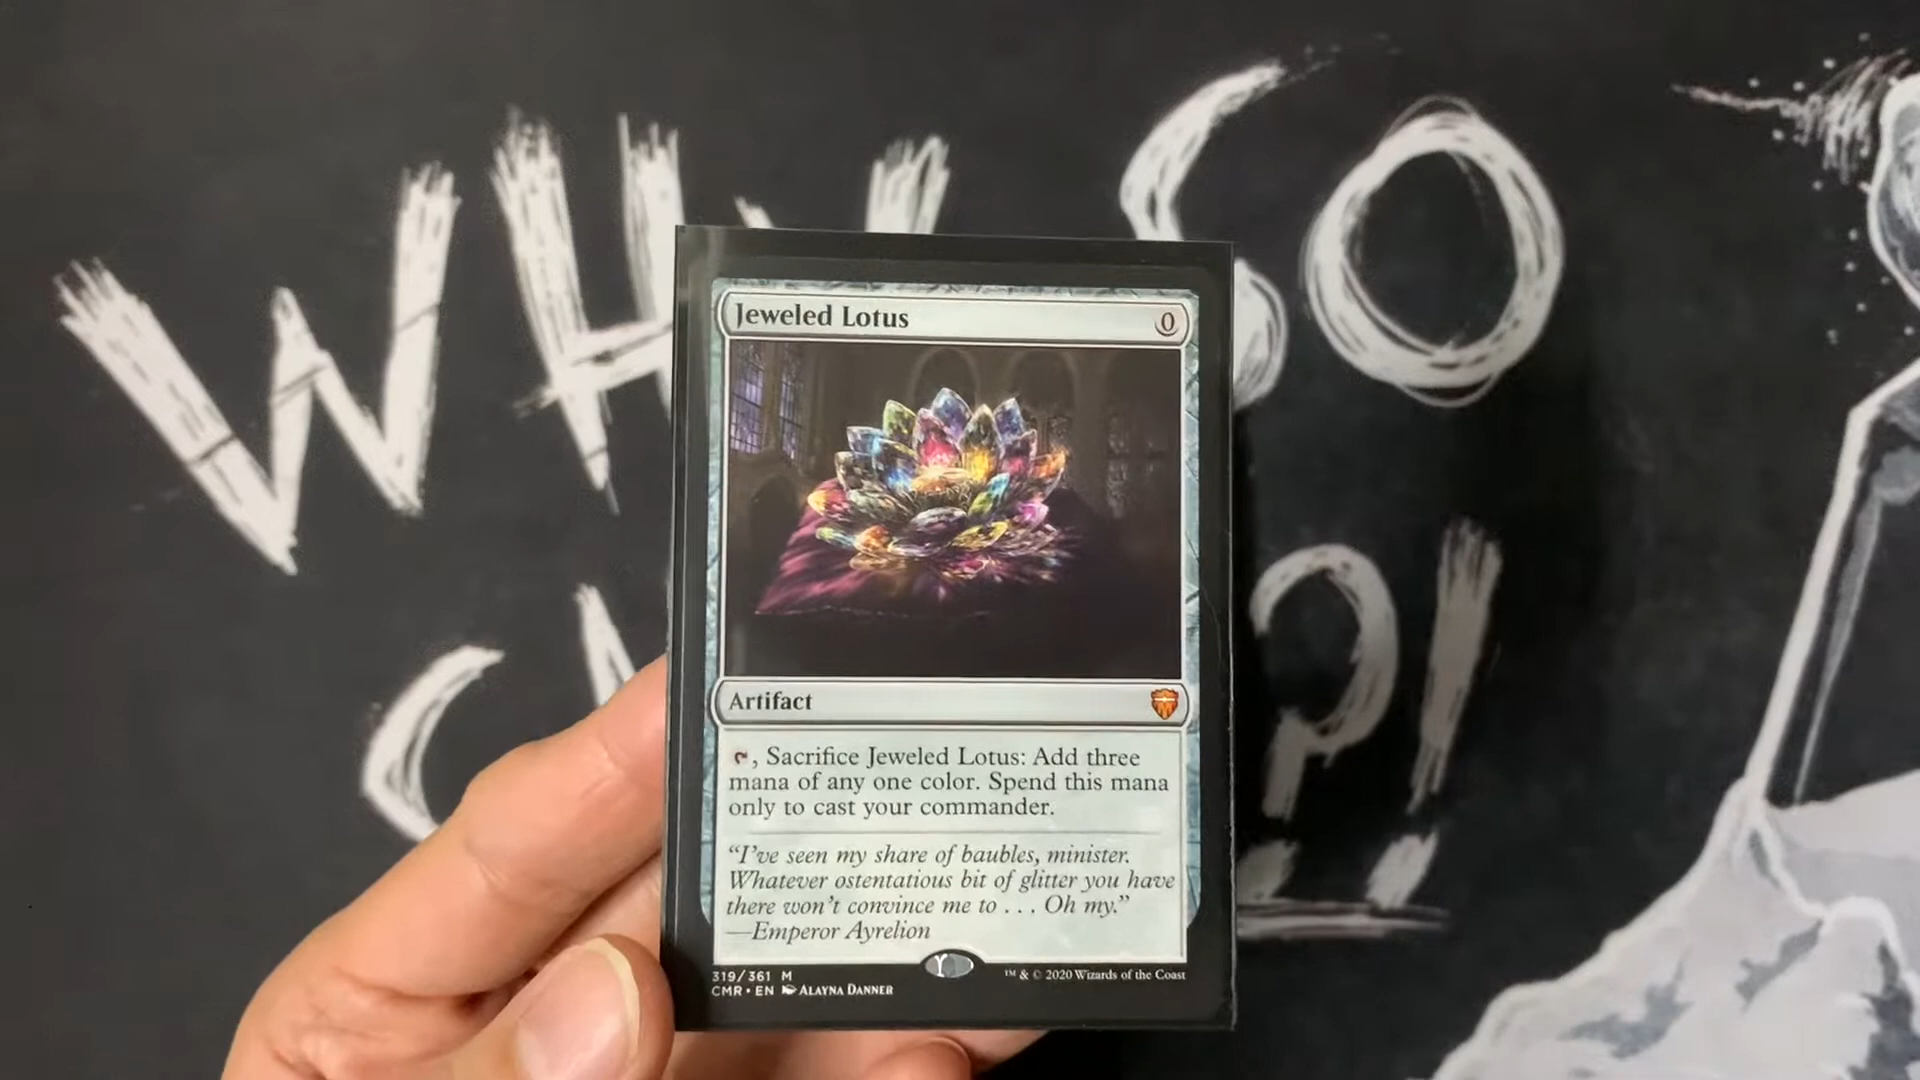 WHY SO
Jeweled Lotus 0
Artifact
, Sacrifice Jeweled Lotus: Add three
mana of any one color. Spend this mana
only to cast your commander.
“I’ve seen my share of baubles, minister.
Whatever ostentatious bit of glitter you have
there won’t convince me to . . . Oh my.”
—Emperor Ayrelion
319/361 M
CMR • EN ALAYNA DANNER
™ & © 2020 Wizards of the Coast
?!